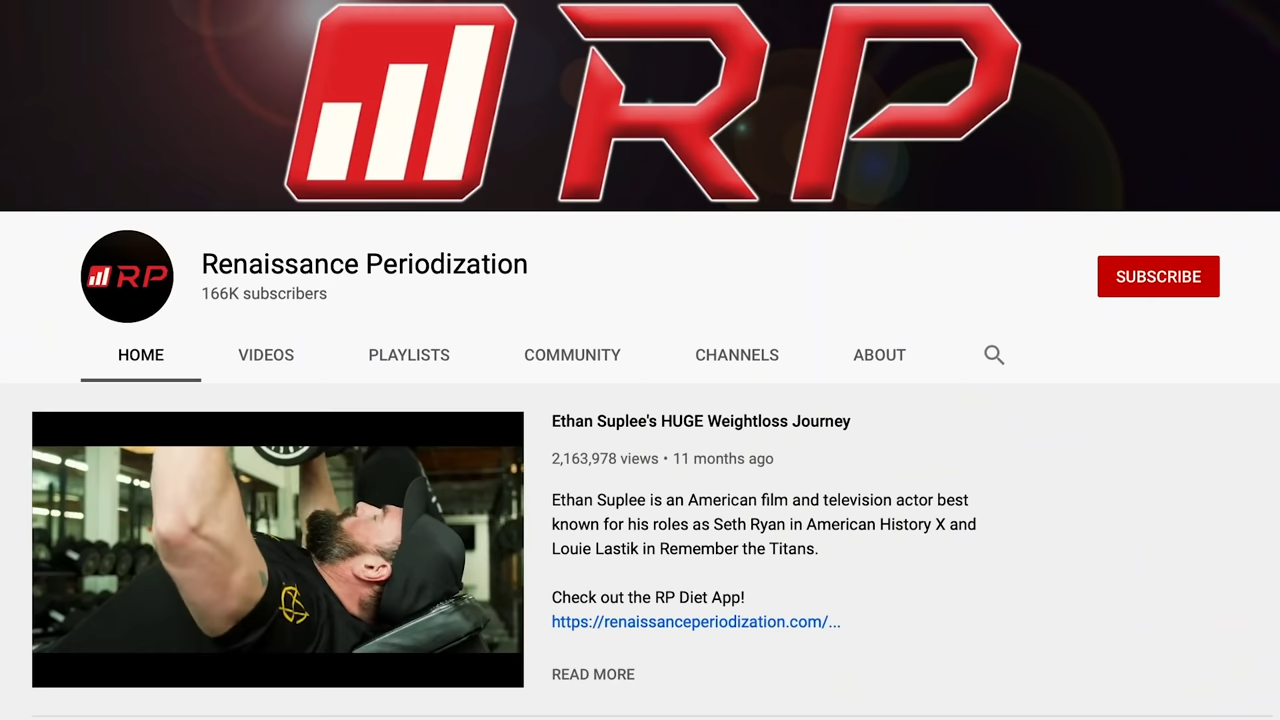 RP
RP
Renaissance Periodization
166K subscribers
SUBSCRIBE
HOME VIDEOS PLAYLISTS COMMUNITY CHANNELS ABOUT
Ethan Suplee's HUGE Weightloss Journey
2,163,978 views • 11 months ago
Ethan Suplee is an American film and television actor best
known for his roles as Seth Ryan in American History X and
Louie Lastik in Remember the Titans.
Check out the RP Diet App!
https://renaissanceperiodization.com/...
READ MORE